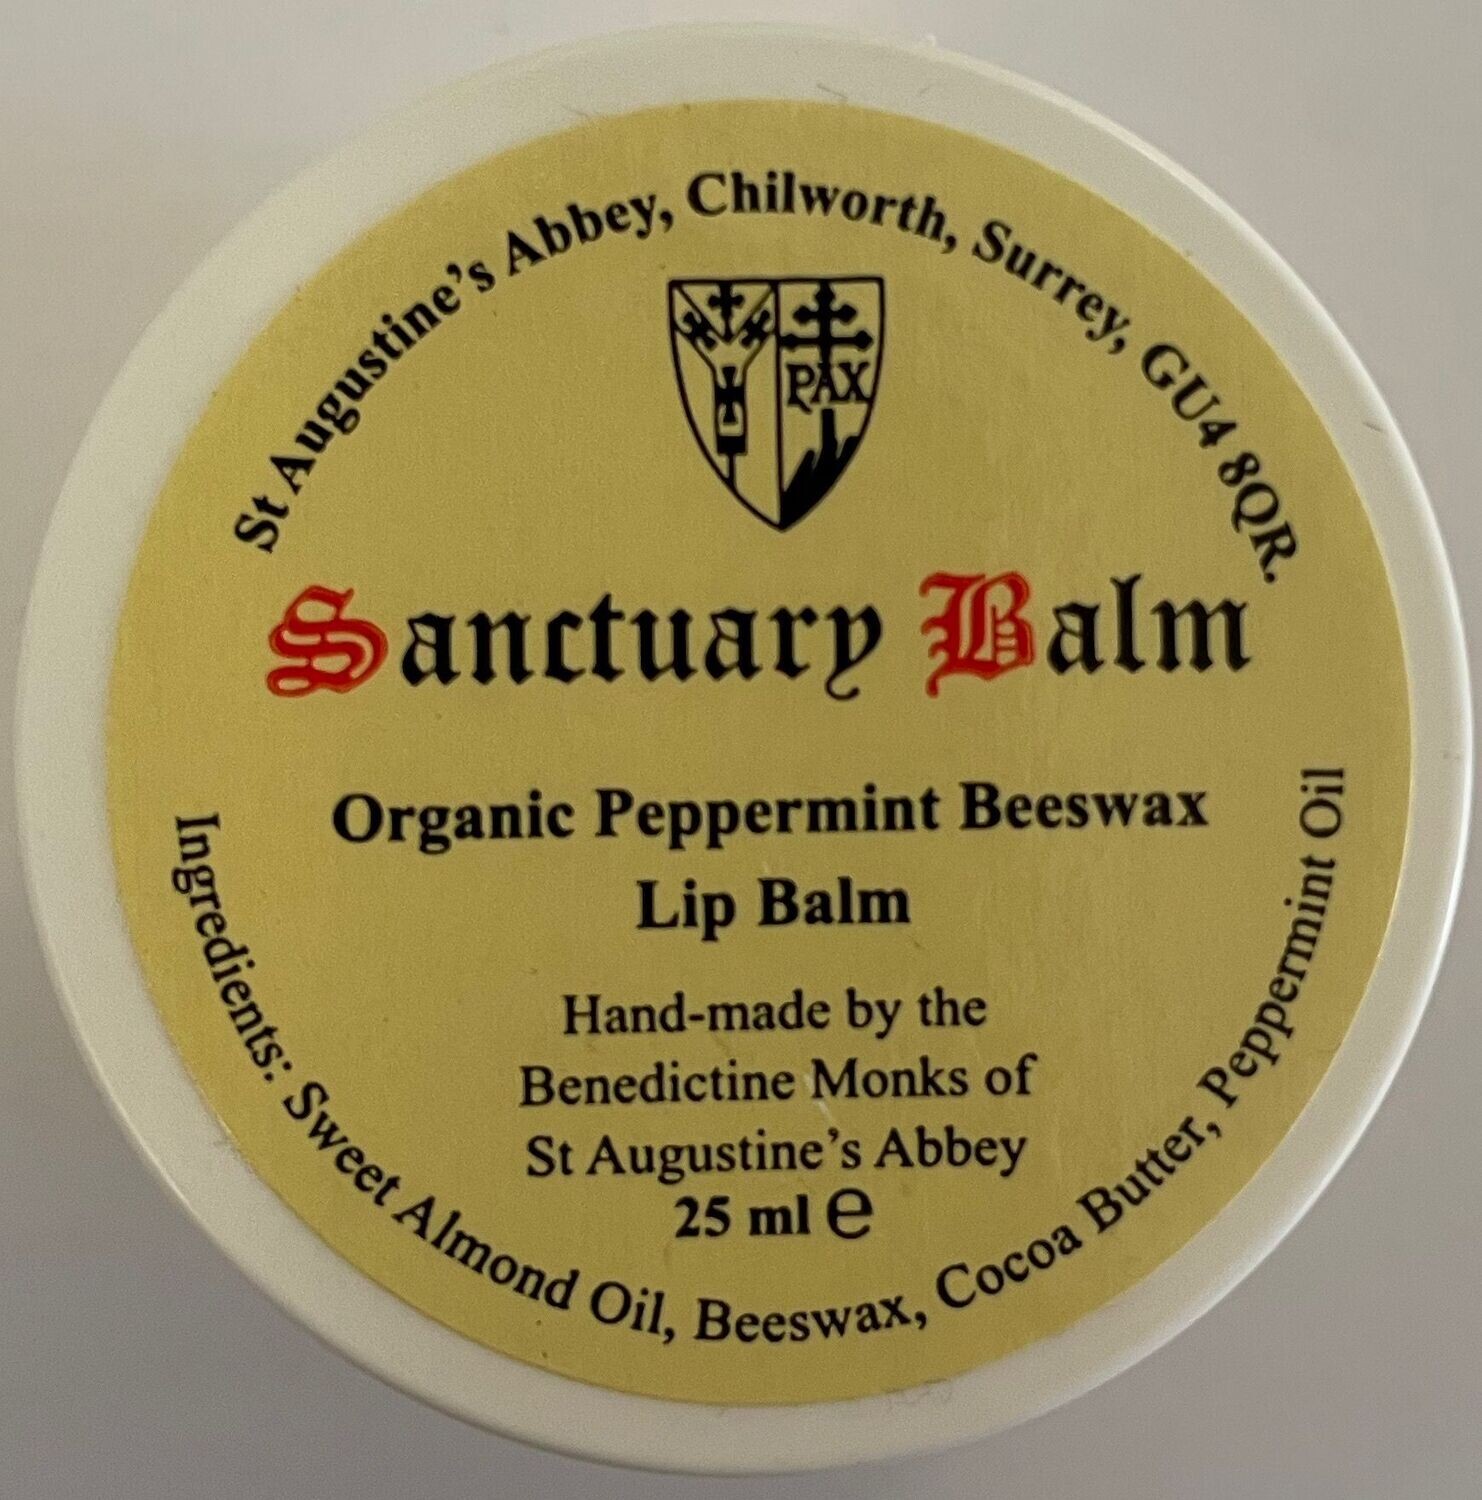 St Augustine's Abbey, Chilworth, Surrey, GU4 8QR.
PAX
Sanctuary Balm
Organic Peppermint Beeswax
Lip Balm
Hand-made by the
Benedictine Monks of
St Augustine's Abbey
25 ml ℮
Ingredients: Sweet Almond Oil, Beeswax, Cocoa Butter, Peppermint Oil